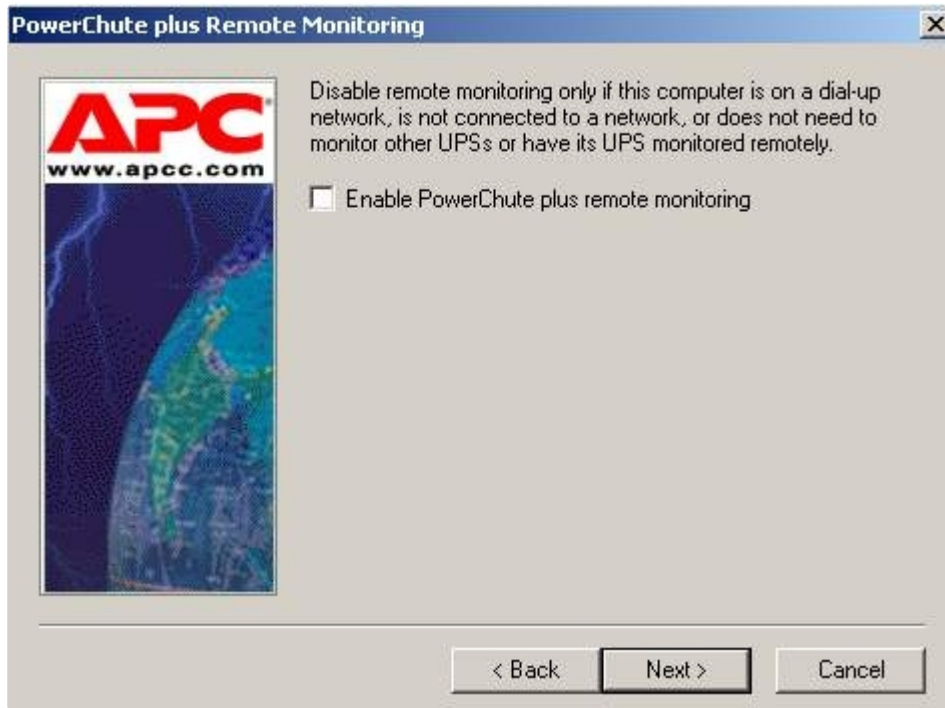 PowerChute plus Remote Monitoring
APC
www.apcc.com
Disable remote monitoring only if this computer is on a dial-up
network, is not connected to a network, or does not need to
monitor other UPSs or have its UPS monitored remotely.
Enable PowerChute plus remote monitoring
< Back
Next >
Cancel